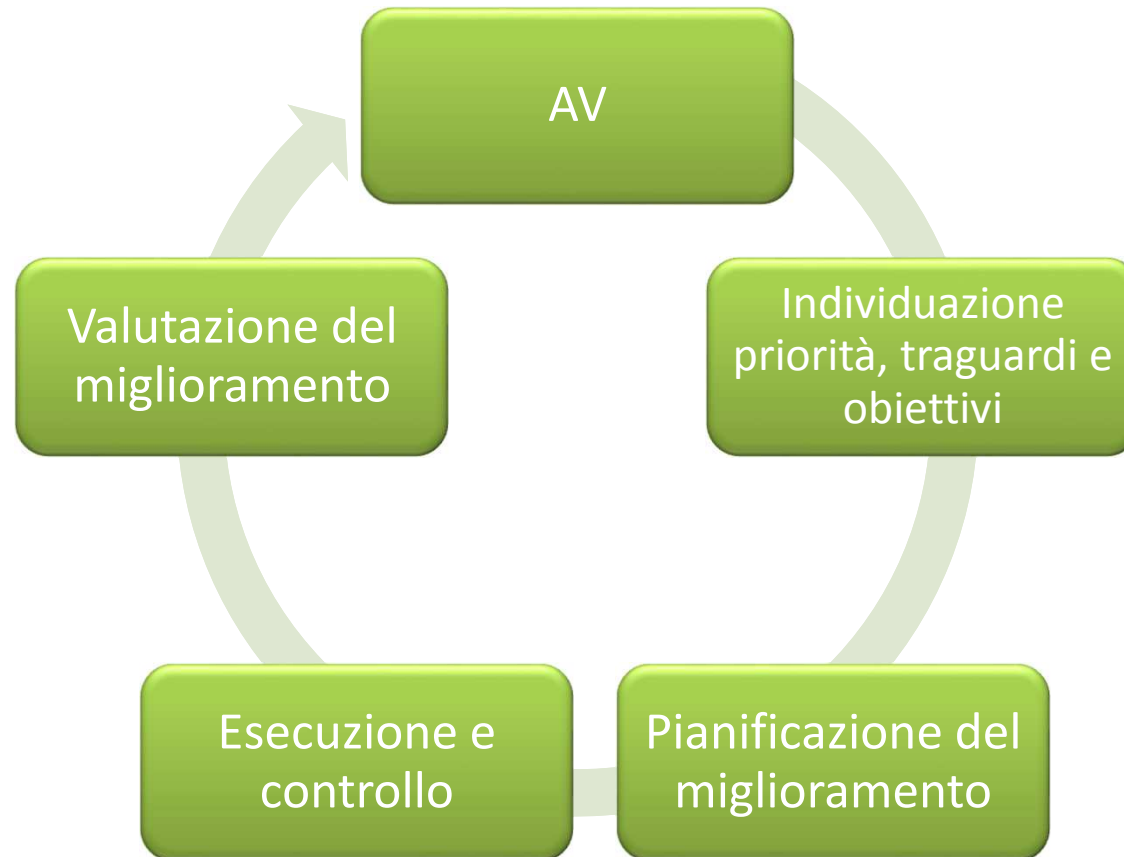 AV
Individuazione
priorità, traguardi e
obiettivi
Pianificazione del
miglioramento
Esecuzione e
controllo
Valutazione del
miglioramento